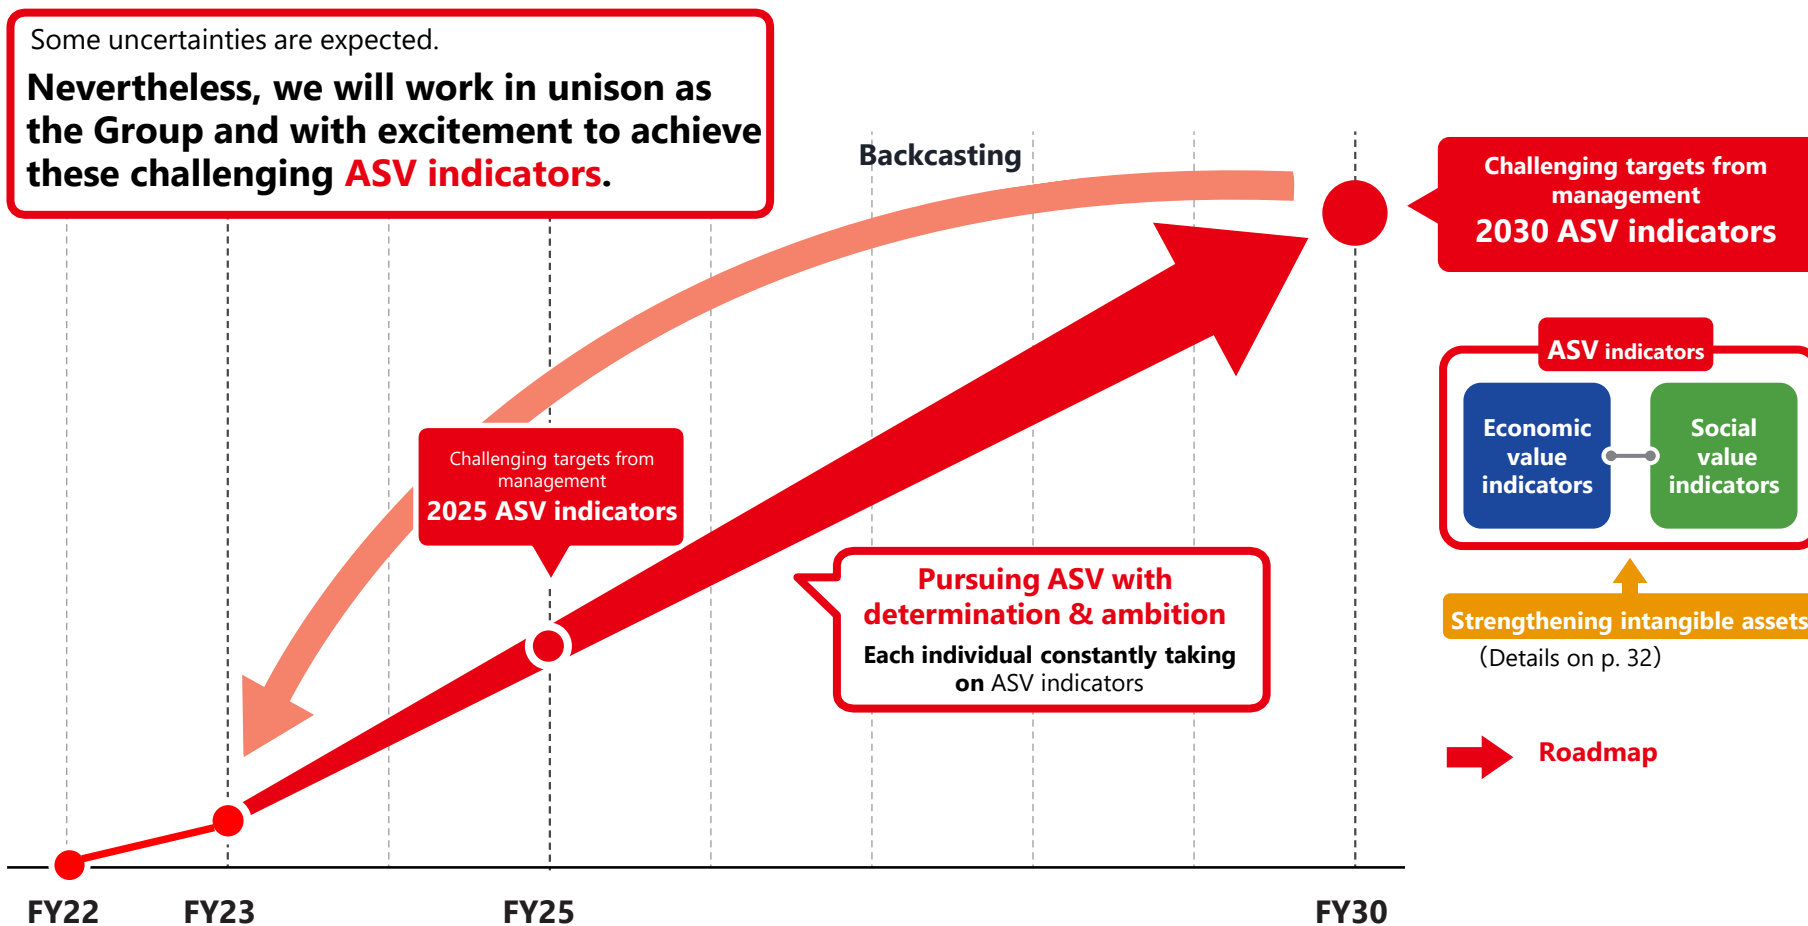 Some uncertainties are expected.
Nevertheless, we will work in unison as
the Group and with excitement to achieve
these challenging ASV indicators.
Backcasting
Challenging targets from
management
2030 ASV indicators
ASV indicators
Economic
value
indicators
Social
value
indicators
Strengthening intangible assets
(Details on p. 32)
Challenging targets from
management
2025 ASV indicators
Pursuing ASV with
determination & ambition
Each individual constantly taking
on ASV indicators
Roadmap
FY22
FY23
FY25
FY30